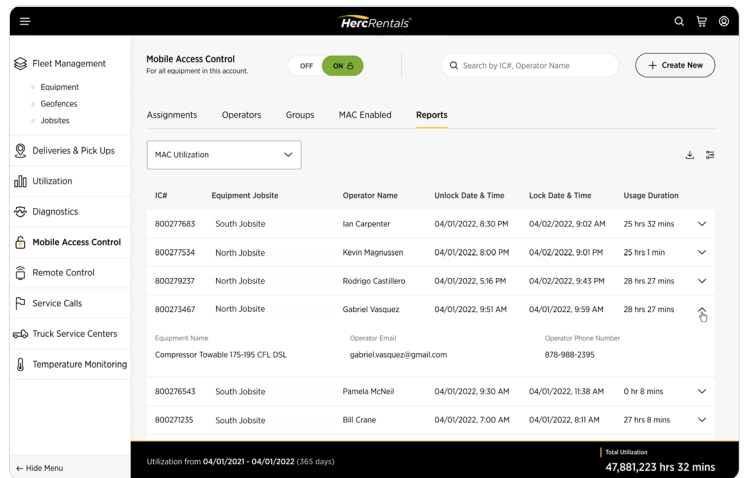 HercRentals®
Fleet Management
Equipment
Geofences
Jobsites
Deliveries & Pick Ups
Utilization
Diagnostics
Mobile Access Control
Remote Control
Service Calls
Truck Service Centers
Temperature Monitoring
← Hide Menu
Mobile Access Control
For all equipment in this account.
OFF ON
Search by IC#, Operator Name
+ Create New
Assignments Operators Groups MAC Enabled Reports
MAC Utilization
IC# Equipment Jobsite Operator Name Unlock Date & Time Lock Date & Time Usage Duration
800277683 South Jobsite Ian Carpenter 04/01/2022, 8:30 PM 04/02/2022, 9:02 AM 25 hrs 32 mins
800277534 North Jobsite Kevin Magnussen 04/01/2022, 8:00 PM 04/02/2022, 9:01 PM 25 hrs 1 min
800279237 North Jobsite Rodrigo Castillero 04/01/2022, 5:16 PM 04/02/2022, 9:43 PM 28 hrs 27 mins
800273467 North Jobsite Gabriel Vasquez 04/01/2022, 9:51 AM 04/01/2022, 9:59 AM 28 hrs 27 mins
Equipment Name Operator Email Operator Phone Number
Compressor Towable 175-195 CFL DSL gabriel.vasquez@gmail.com 878-988-2395
800276543 South Jobsite Pamela McNeil 04/01/2022, 9:30 AM 04/01/2022, 11:38 AM 0 hr 8 mins
800271235 South Jobsite Bill Crane 04/01/2022, 7:00 AM 04/01/2022, 8:11 AM 27 hrs 8 mins
Utilization from 04/01/2021 - 04/01/2022 (365 days)
Total Utilization
47,881,223 hrs 32 mins